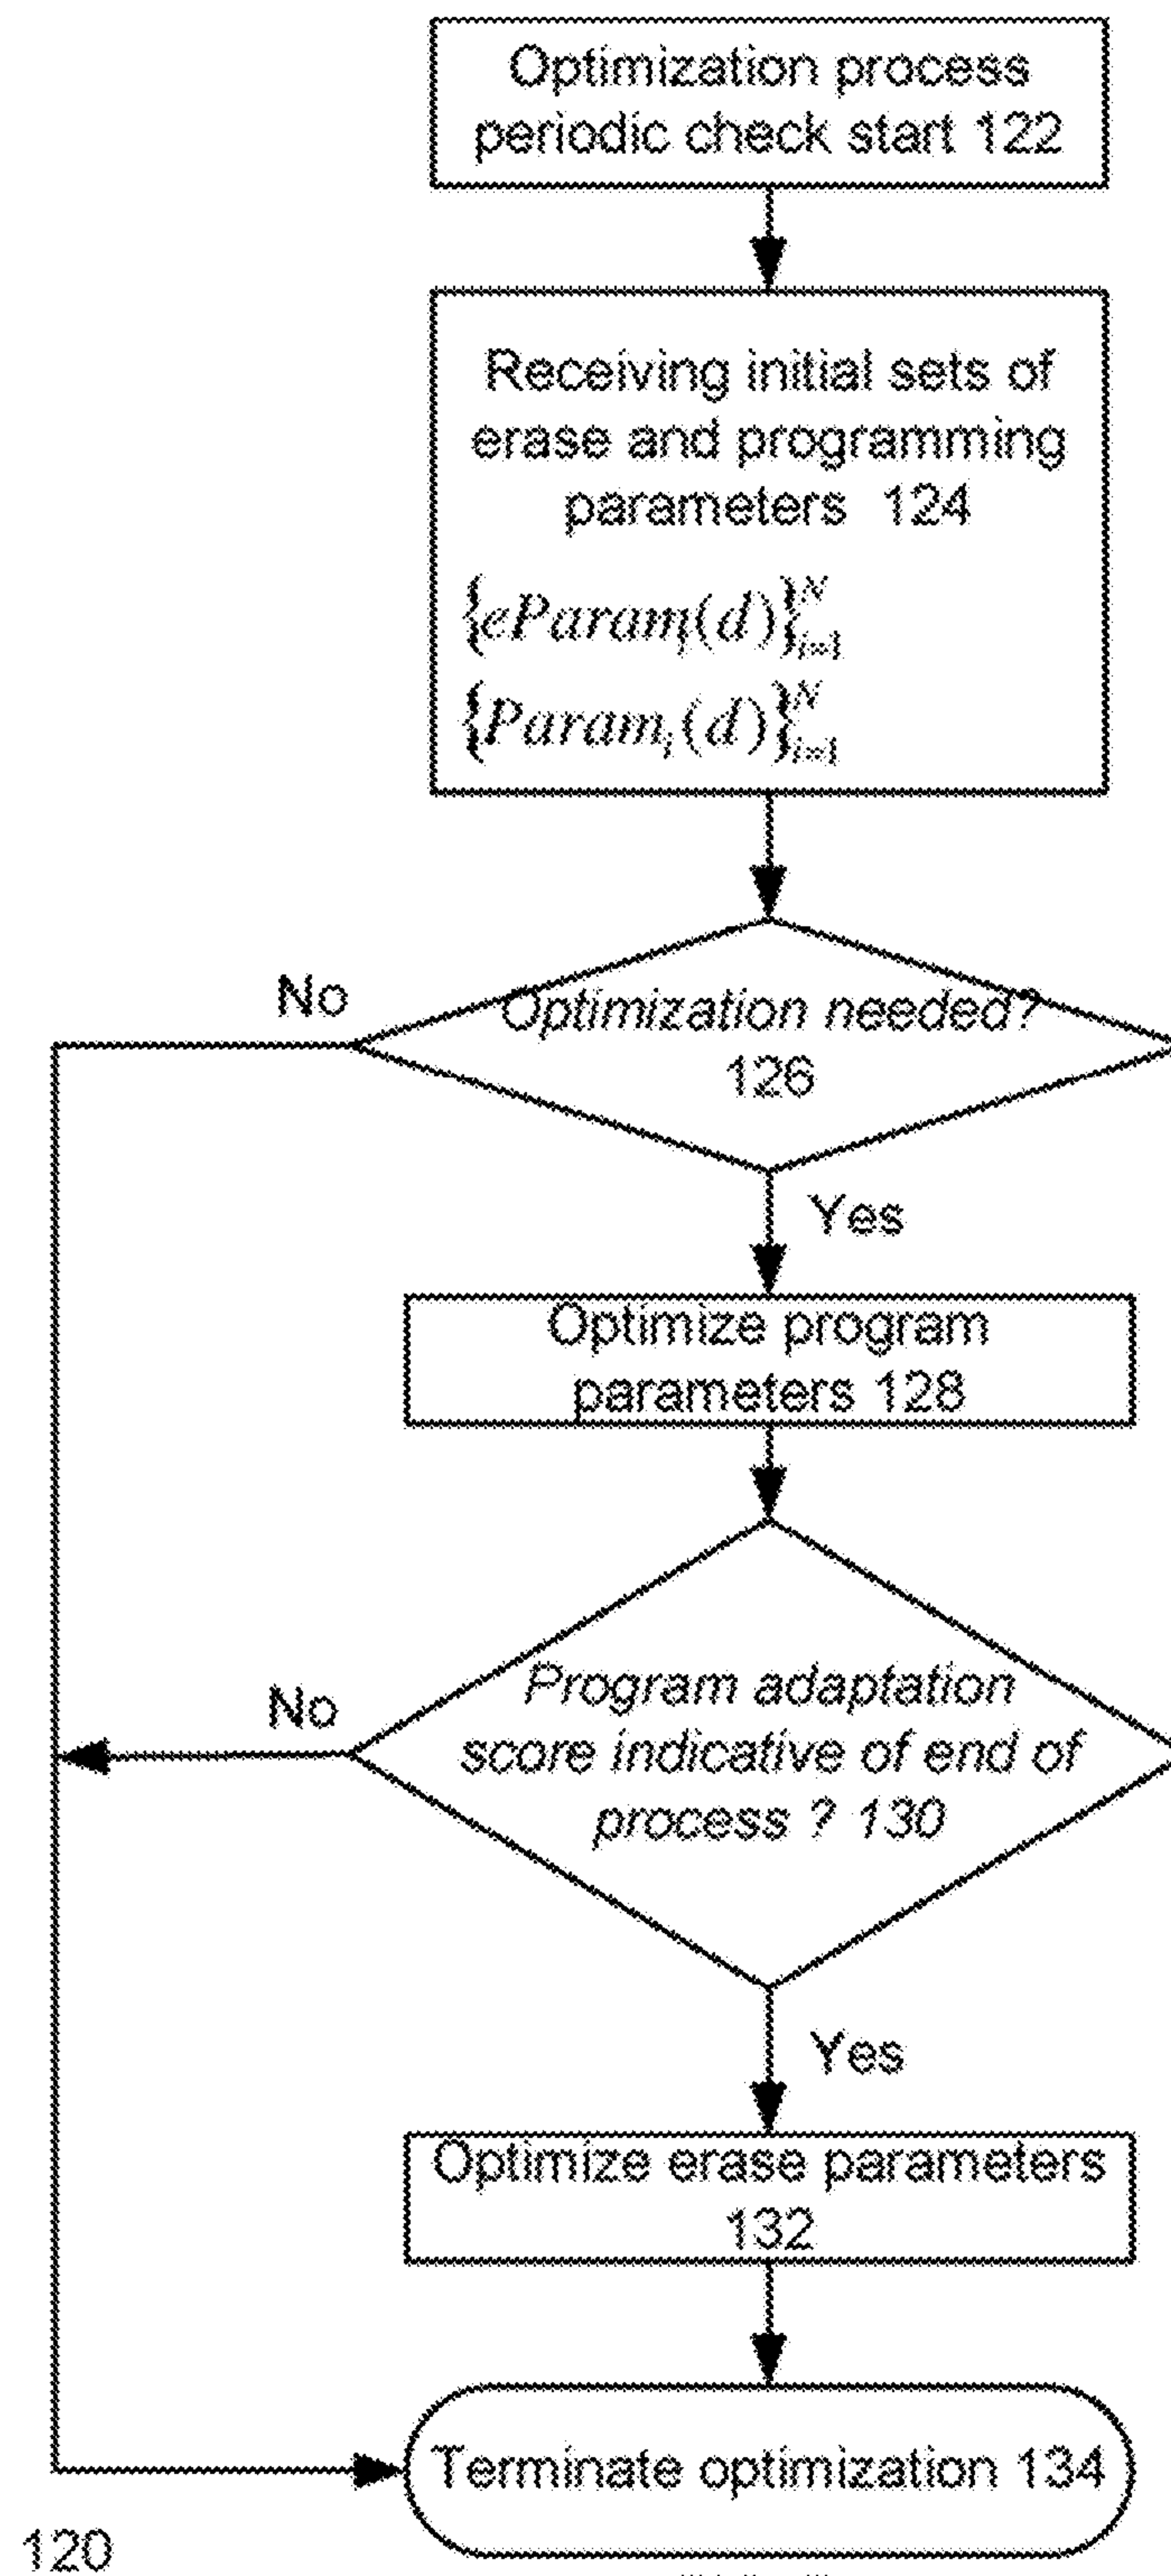 Optimization process
periodic check start 122
Receiving initial sets of
erase and programming
parameters 124
{eParam_i(d)}_{i=1}^N
{Param_i(d)}_{i=1}^N
No
Optimization needed?
126
Yes
Optimize program
parameters 128
No
Program adaptation
score indicative of end of
process ? 130
Yes
Optimize erase parameters
132
Terminate optimization 134
120